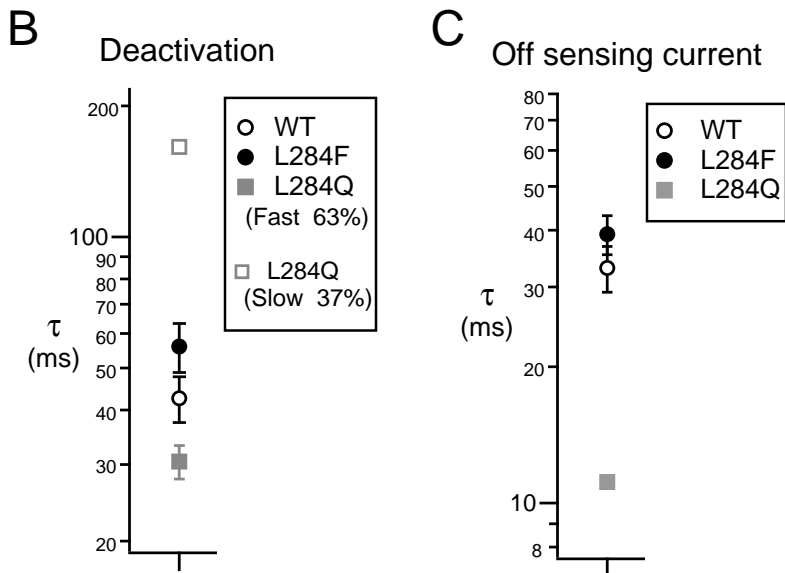 B
Deactivation
200
100
90
80
70
60
50
40
30
20
τ
(ms)
WT
L284F
L284Q
(Fast 63%)
L284Q
(Slow 37%)
C
Off sensing current
80
70
60
50
40
30
20
10
8
τ
(ms)
WT
L284F
L284Q